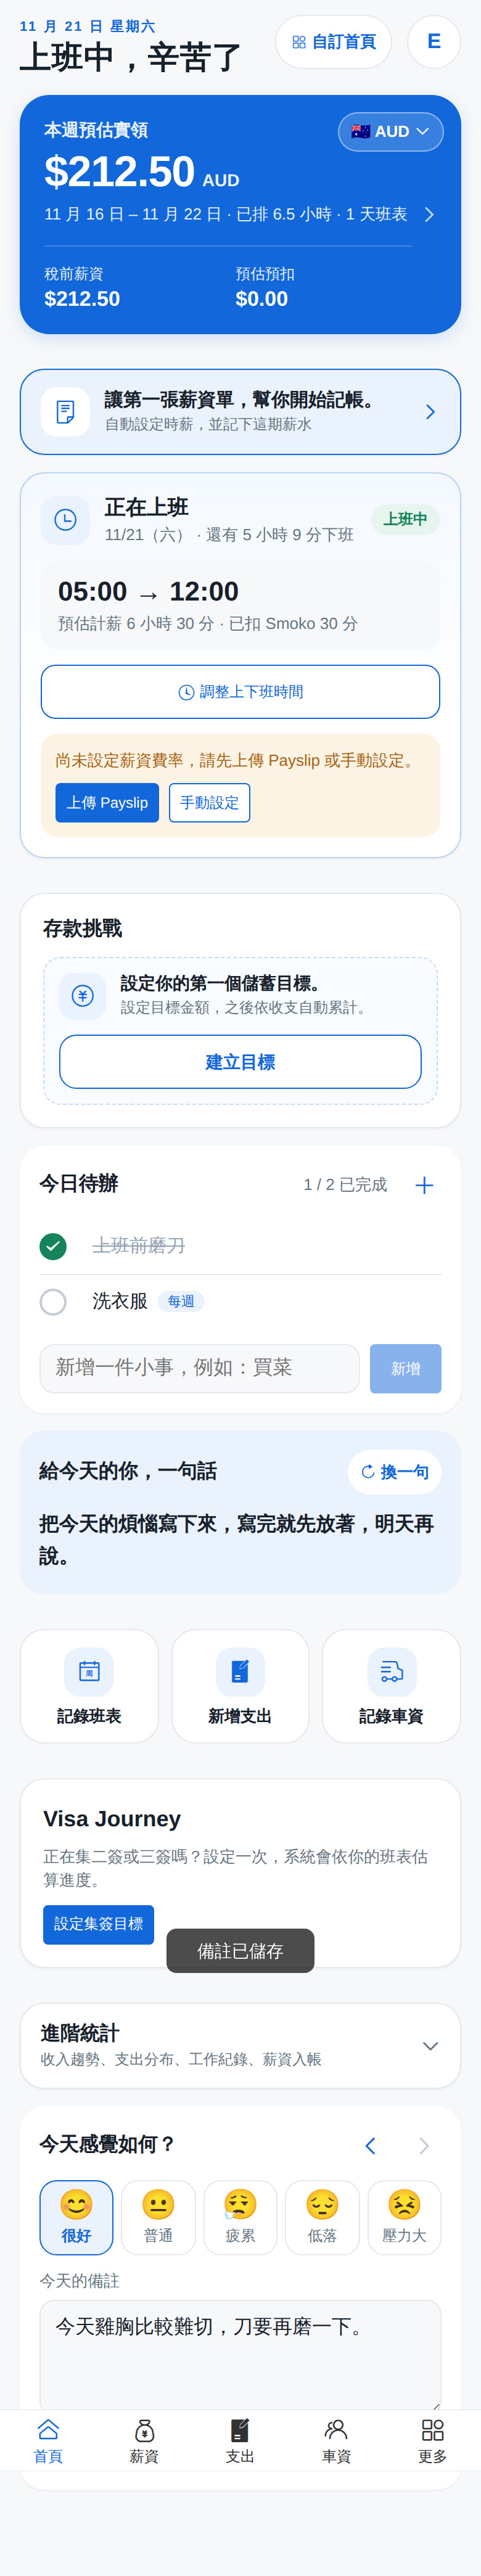 11 月 21 日 星期六
上班中，辛苦了
自訂首頁
E
本週預估實領
🇦🇺 AUD
$212.50 AUD
11 月 16 日 – 11 月 22 日 · 已排 6.5 小時 · 1 天班表
稅前薪資
預估預扣
$212.50
$0.00
讓第一張薪資單，幫你開始記帳。
自動設定時薪，並記下這期薪水
正在上班
11/21（六） · 還有 5 小時 9 分下班
上班中
05:00 → 12:00
預估計薪 6 小時 30 分 · 已扣 Smoko 30 分
調整上下班時間
尚未設定薪資費率，請先上傳 Payslip 或手動設定。
上傳 Payslip
手動設定
存款挑戰
設定你的第一個儲蓄目標。
設定目標金額，之後依收支自動累計。
建立目標
今日待辦
1 / 2 已完成
上班前磨刀
洗衣服
每週
新增一件小事，例如：買菜
新增
給今天的你，一句話
換一句
把今天的煩惱寫下來，寫完就先放著，明天再
說。
周
記錄班表
新增支出
記錄車資
Visa Journey
正在集二簽或三簽嗎？設定一次，系統會依你的班表估
算進度。
設定集簽目標
備註已儲存
進階統計
收入趨勢、支出分布、工作紀錄、薪資入帳
今天感覺如何？
很好
普通
疲累
低落
壓力大
今天的備註
今天雞胸比較難切，刀要再磨一下。
首頁
薪資
支出
車資
更多